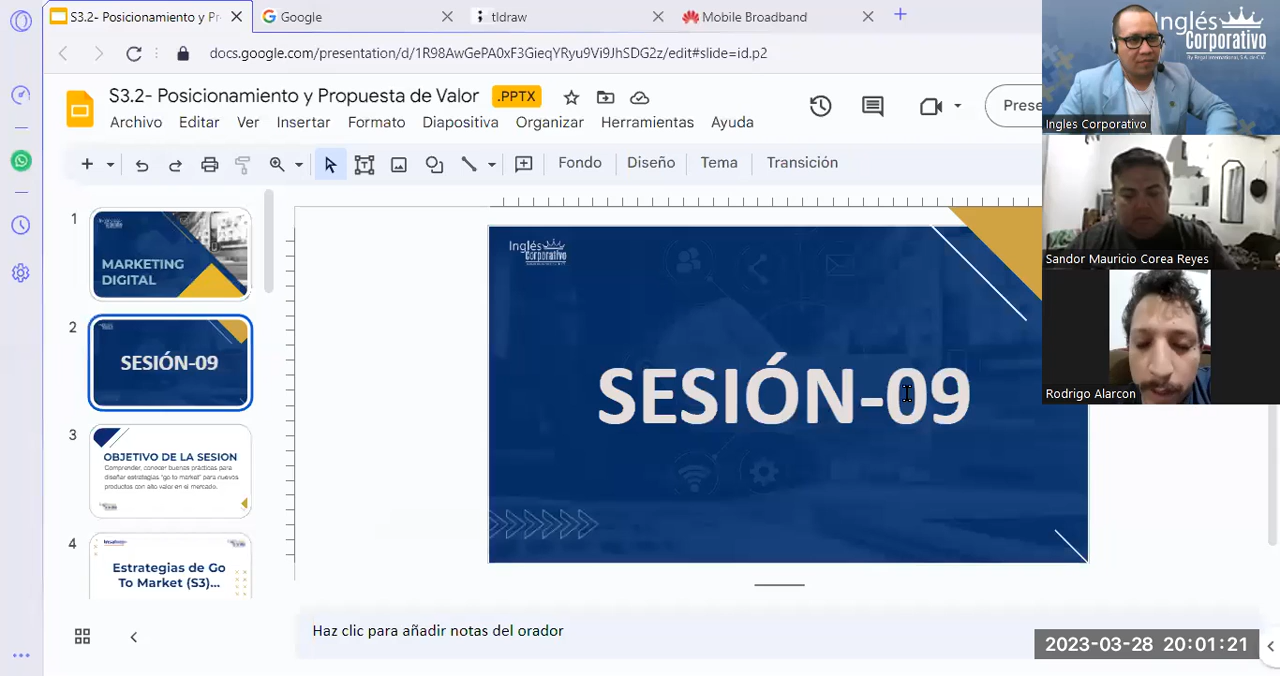 S3.2- Posicionamiento y Pr
Google
tldraw
Mobile Broadband
docs.google.com/presentation/d/1R98AwGePA0xF3GieqYRyu9Vi9JhSDG2z/edit#slide=id.p2
S3.2- Posicionamiento y Propuesta de Valor
.PPTX
Archivo Editar Ver Insertar Formato Diapositiva Organizar Herramientas Ayuda
Prese
Fondo Diseño Tema Transición
1
MARKETING
DIGITAL
2
SESIÓN-09
3
OBJETIVO DE LA SESION
Comprender, conocer buenas prácticas para
diseñar estrategias "go to market" para nuevos
productos con alto valor en el mercado.
4
Estrategias de Go
To Market (S3)...
Inglés
Corporativo
SESIÓN-09
Haz clic para añadir notas del orador
Inglés
Corporativo
By Regal International, S.A. de C.V.
Ingles Corporativo
Sandor Mauricio Corea Reyes
Rodrigo Alarcon
2023-03-28 20:01:21